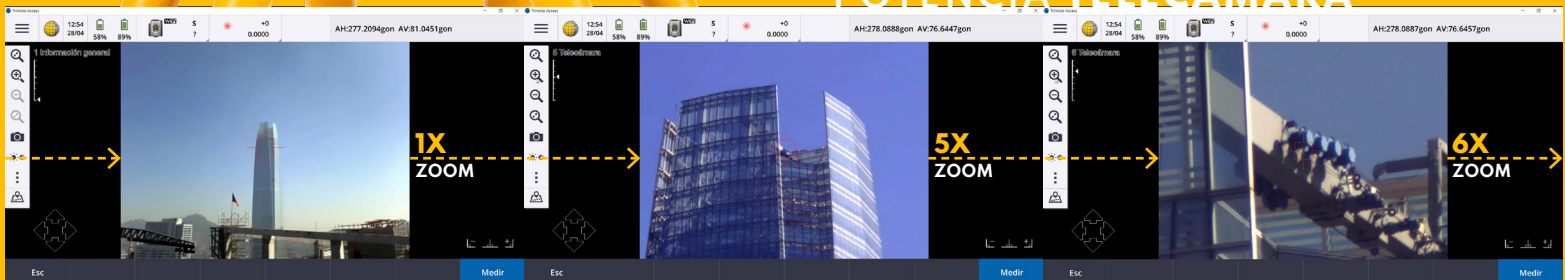 POTENCIA TELECÁMARA
Trimble Access
12:54
28/04
58%
89%
S
?
+0
0.0000
AH:277.2094gon AV:81.0451gon
1 Información general
1X
ZOOM
Esc
Medir
Trimble Access
12:54
28/04
58%
89%
S
?
+0
0.0000
AH:278.0888gon AV:76.6447gon
5 Telecámara
5X
ZOOM
Esc
Medir
Trimble Access
12:54
28/04
58%
89%
S
?
+0
0.0000
AH:278.0887gon AV:76.6457gon
6 Telecámara
6X
ZOOM
Esc
Medir